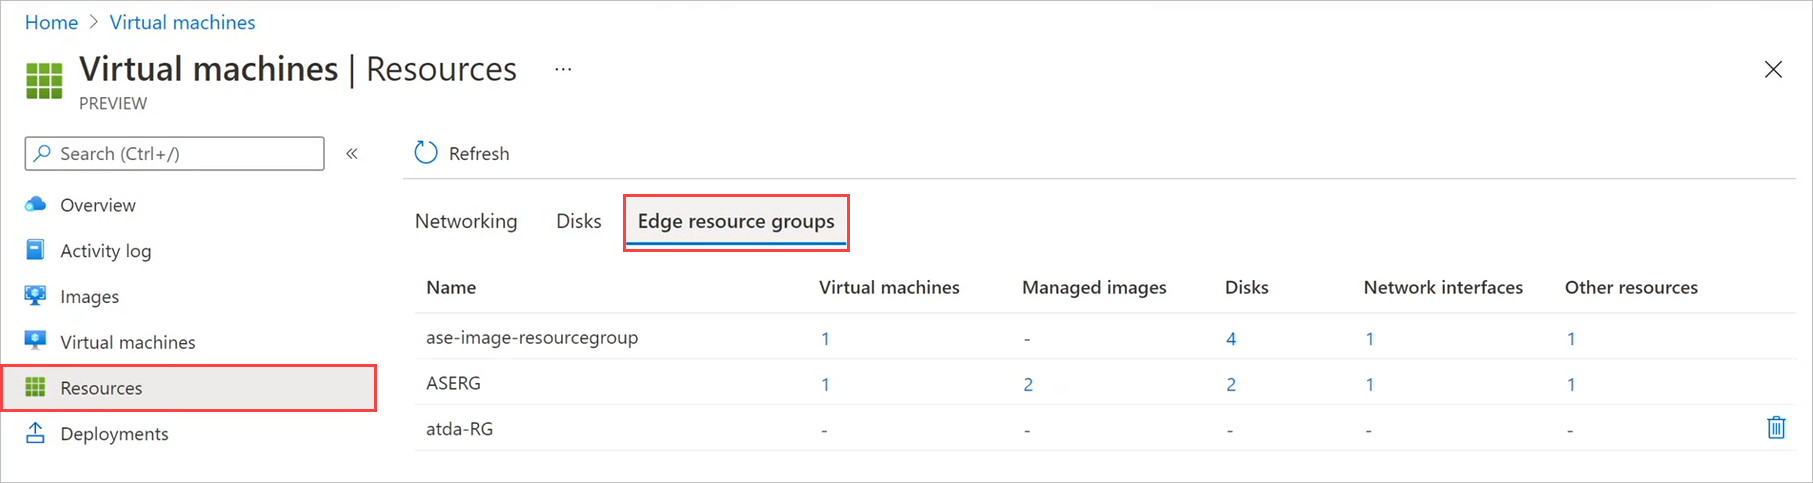 Home > Virtual machines
Virtual machines | Resources ...
PREVIEW
Search (Ctrl+/) «
Overview
Activity log
Images
Virtual machines
Resources
Deployments
Refresh
Networking Disks Edge resource groups
Name Virtual machines Managed images Disks Network interfaces Other resources
ase-image-resourcegroup 1 - 4 1 1
ASERG 1 2 2 1 1
atda-RG - - - - -